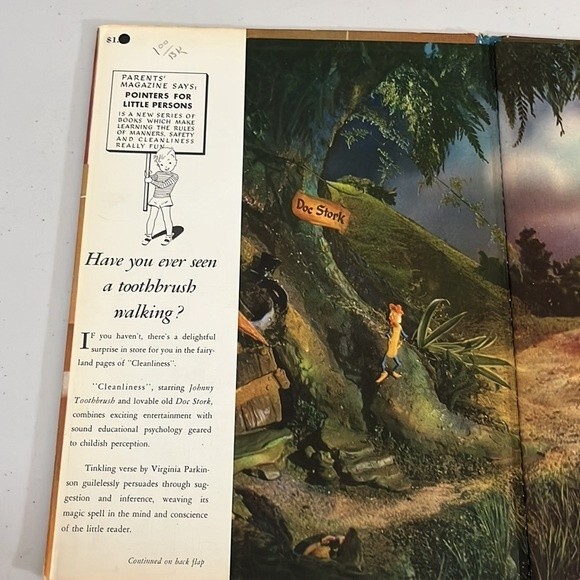 $1.
1 00
BK
PARENTS'
MAGAZINE SAYS:
POINTERS FOR
LITTLE PERSONS
IS A NEW SERIES OF
BOOKS WHICH MAKE
LEARNING THE RULES
OF MANNERS, SAFETY
AND CLEANLINESS
REALLY FUN
Have you ever seen
a toothbrush
walking?
IF you haven't, there's a delightful
surprise in store for you in the fairy-
land pages of "Cleanliness".
"Cleanliness", starring Johnny
Toothbrush and lovable old Doc Stork,
combines exciting entertainment with
sound educational psychology geared
to childish perception.
Tinkling verse by Virginia Parkin-
son guilelessly persuades through sug-
gestion and inference, weaving its
magic spell in the mind and conscience
of the little reader.
Continued on back flap
Doc Stork